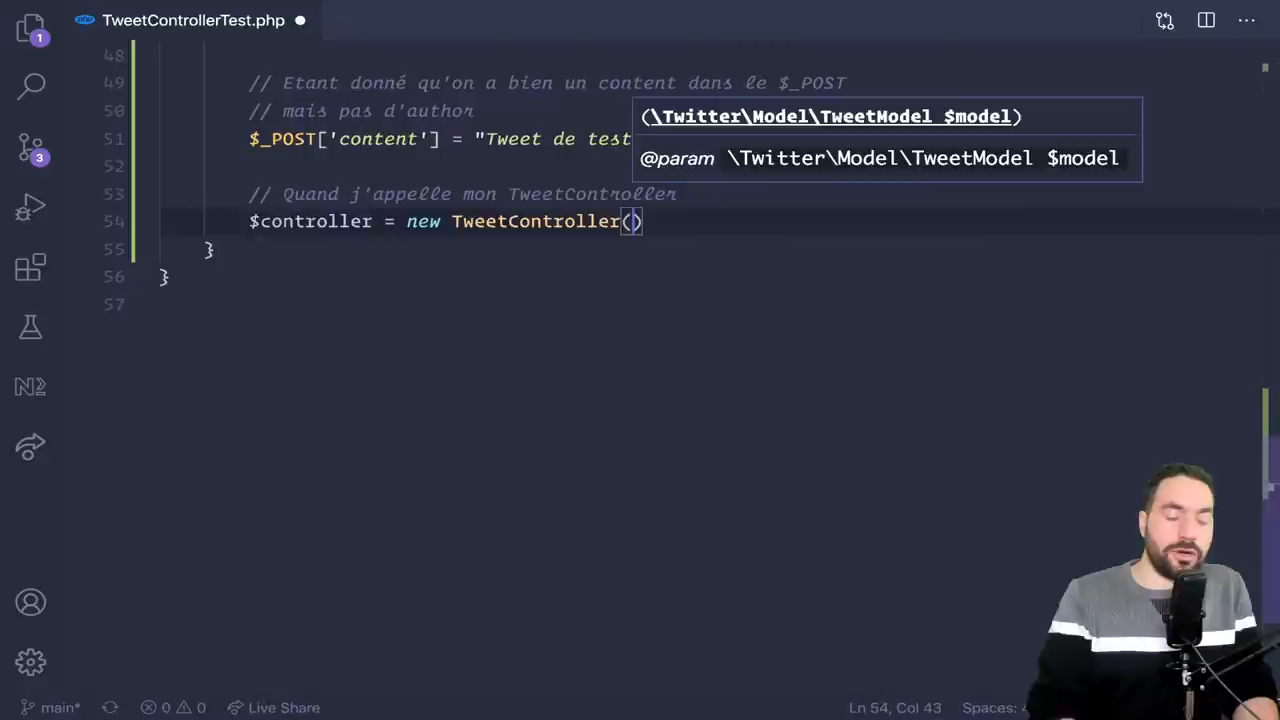 TweetControllerTest.php
1
48
49 // Etant donné qu'on a bien un content dans le $_POST
50 // mais pas d'author
(\Twitter\Model\TweetModel $model)
51 $_POST['content'] = "Tweet de test
@param \Twitter\Model\TweetModel $model
52
53 // Quand j'appelle mon TweetController
54 $controller = new TweetController()
55 }
56 }
57
3
main*
0 0
Live Share
Ln 54, Col 43
Spaces: